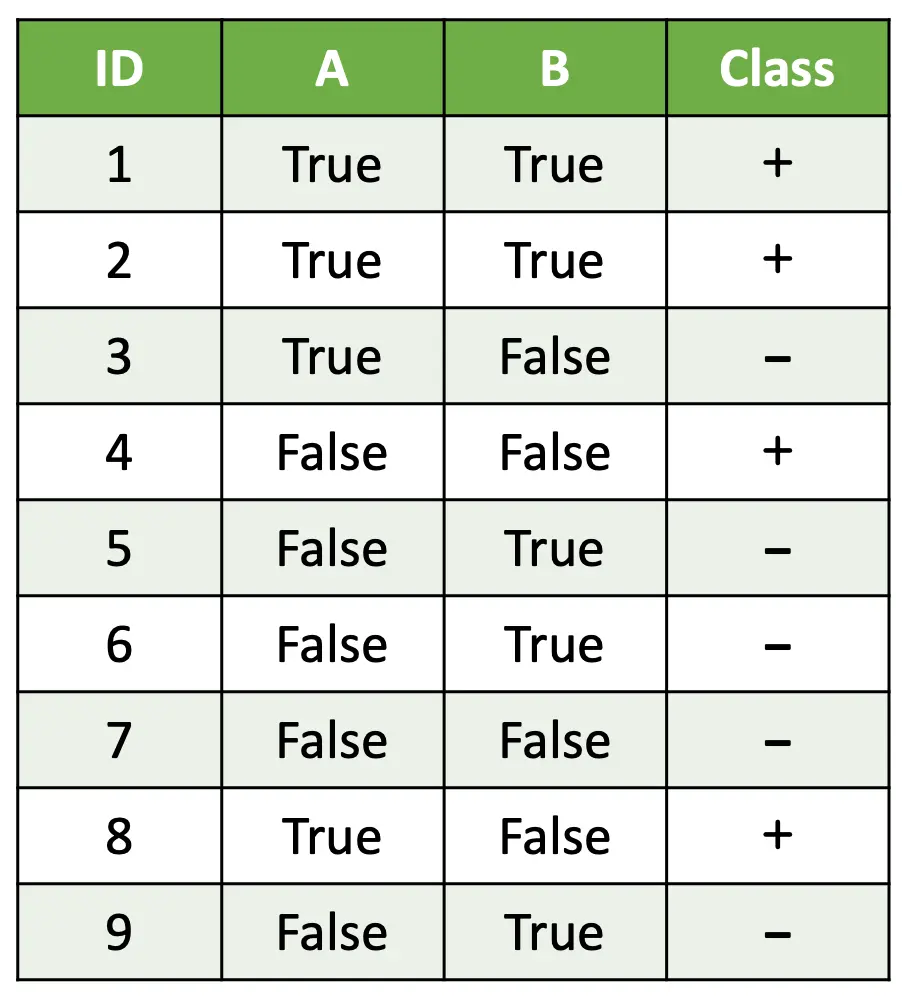 ID A B Class
1 True True +
2 True True +
3 True False –
4 False False +
5 False True –
6 False True –
7 False False –
8 True False +
9 False True –